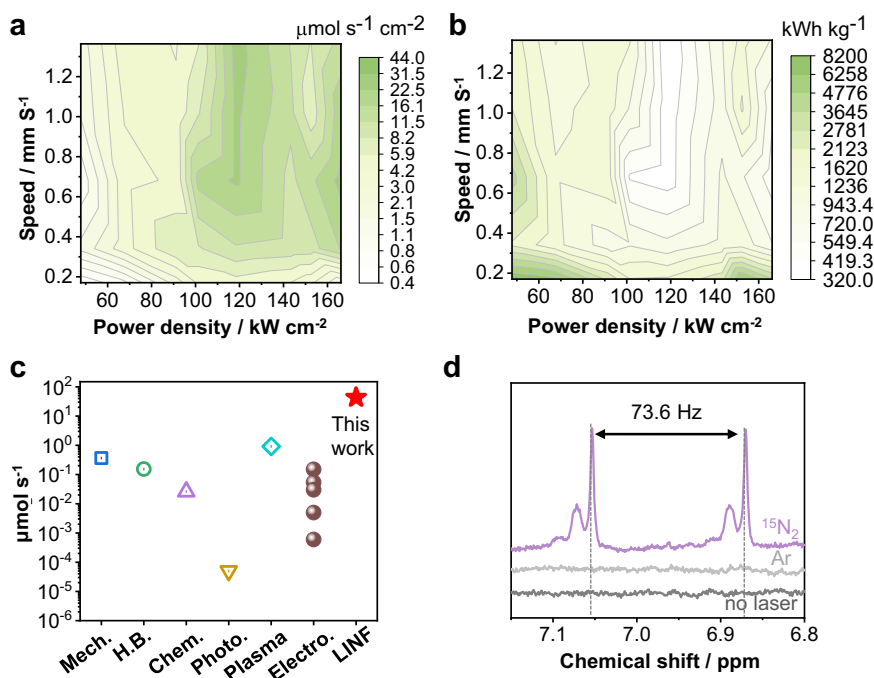 a
μmol s⁻¹ cm⁻²
Speed / mm S⁻¹
1.2
1.0
0.8
0.6
0.4
0.2
60
80
100
120
140
160
Power density / kW cm⁻²
44.0
31.5
22.5
16.1
11.5
8.2
5.9
4.2
3.0
2.1
1.5
1.1
0.8
0.6
0.4
b
kWh kg⁻¹
Speed / mm S⁻¹
1.2
1.0
0.8
0.6
0.4
0.2
60
80
100
120
140
160
Power density / kW cm⁻²
8200
6258
4776
3645
2781
2123
1620
1236
943.4
720.0
549.4
419.3
320.0
c
μmol s⁻¹
10²
10¹
10⁰
10⁻¹
10⁻²
10⁻³
10⁻⁴
10⁻⁵
10⁻⁶
This
work
Mech.
H.B.
Chem.
Photo.
Plasma
Electro.
LINF
d
73.6 Hz
¹⁵N₂
Ar
no laser
7.1
7.0
6.9
6.8
Chemical shift / ppm